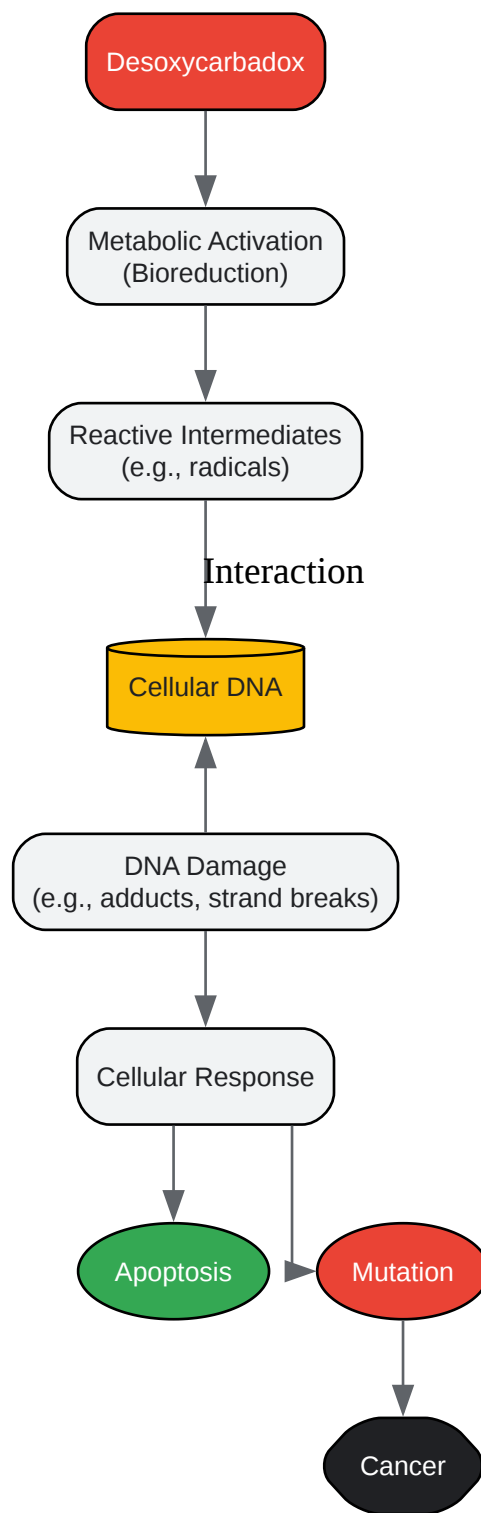 Desoxycarbadox
Metabolic Activation
(Bioreduction)
Reactive Intermediates
(e.g., radicals)
Interaction
Cellular DNA
DNA Damage
(e.g., adducts, strand breaks)
Cellular Response
Apoptosis
Mutation
Cancer